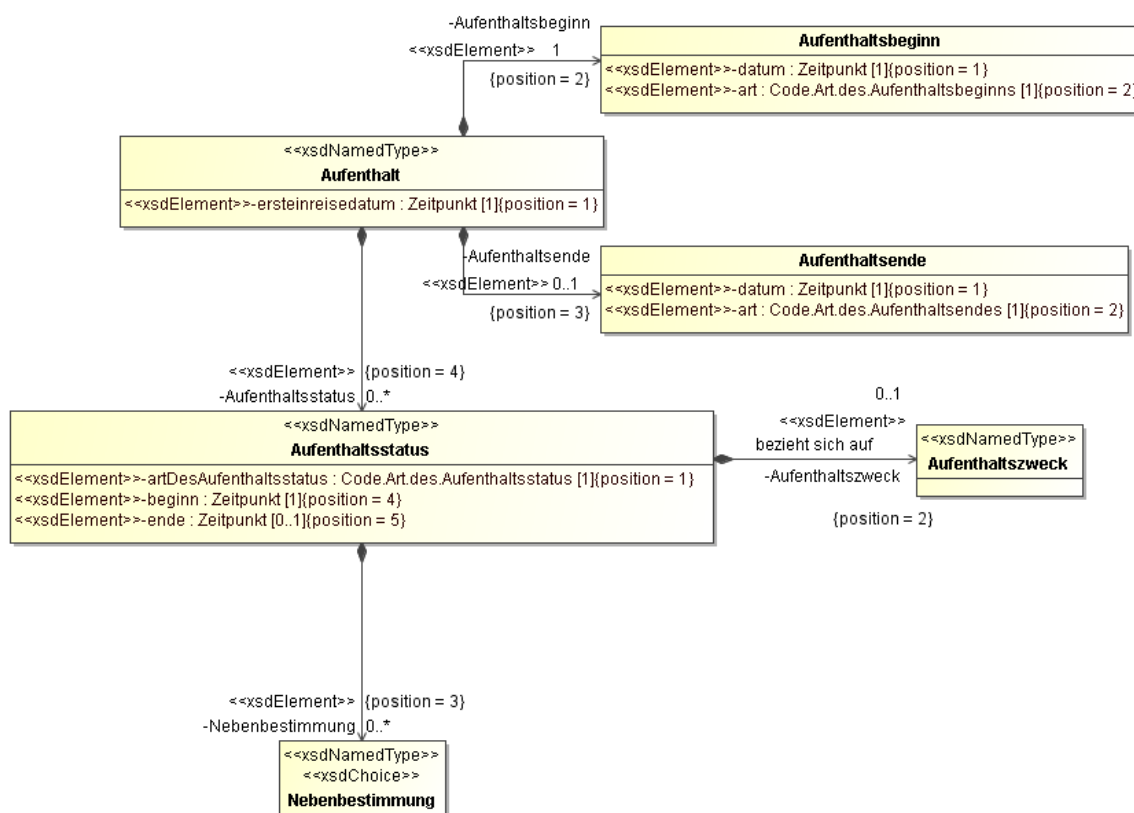 -Aufenthaltsbeginn
<<xsdElement>> 1
{position = 2}
Aufenthaltsbeginn
<<xsdElement>>-datum : Zeitpunkt [1]{position = 1}
<<xsdElement>>-art : Code.Art.des.Aufenthaltsbeginns [1]{position = 2}
<<xsdNamedType>>
Aufenthalt
<<xsdElement>>-ersteinreisedatum : Zeitpunkt [1]{position = 1}
-Aufenthaltsende
<<xsdElement>> 0..1
{position = 3}
Aufenthaltsende
<<xsdElement>>-datum : Zeitpunkt [1]{position = 1}
<<xsdElement>>-art : Code.Art.des.Aufenthaltsendes [1]{position = 2}
<<xsdElement>> {position = 4}
-Aufenthaltsstatus 0..*
<<xsdNamedType>>
Aufenthaltsstatus
<<xsdElement>>-artDesAufenthaltsstatus : Code.Art.des.Aufenthaltsstatus [1]{position = 1}
<<xsdElement>>-beginn : Zeitpunkt [1]{position = 4}
<<xsdElement>>-ende : Zeitpunkt [0..1]{position = 5}
0..1
<<xsdElement>>
bezieht sich auf
-Aufenthaltszweck
{position = 2}
<<xsdNamedType>>
Aufenthaltszweck
<<xsdElement>> {position = 3}
-Nebenbestimmung 0..*
<<xsdNamedType>>
<<xsdChoice>>
Nebenbestimmung